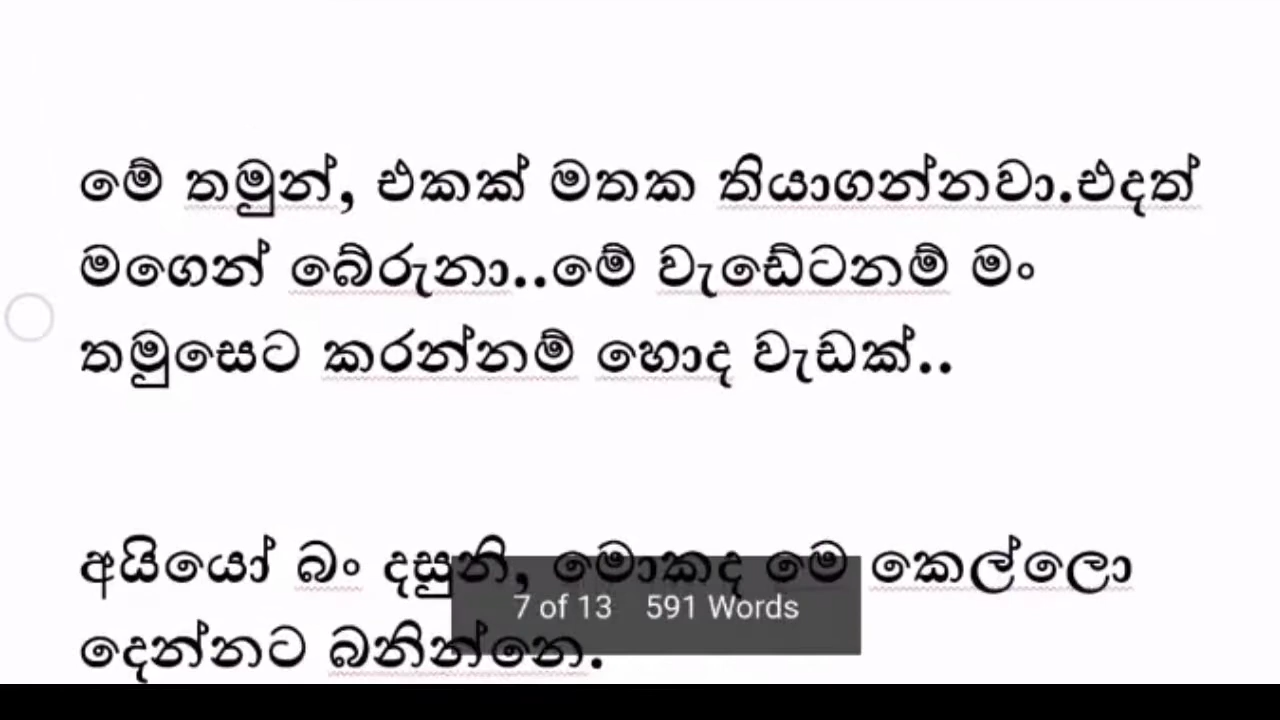 මේ තමුන්, එකක් මතක තියාගන්නවා.එදත්
මගෙන් බේරුනා..මේ වැඩේටනම් මං
තමුසෙට කරන්නම් හොද වැඩක්..
අයියෝ බං දසුනි, මොකද මෙ කෙල්ලො
7 of 13 591 Words
දෙන්නට බනින්නෙ.